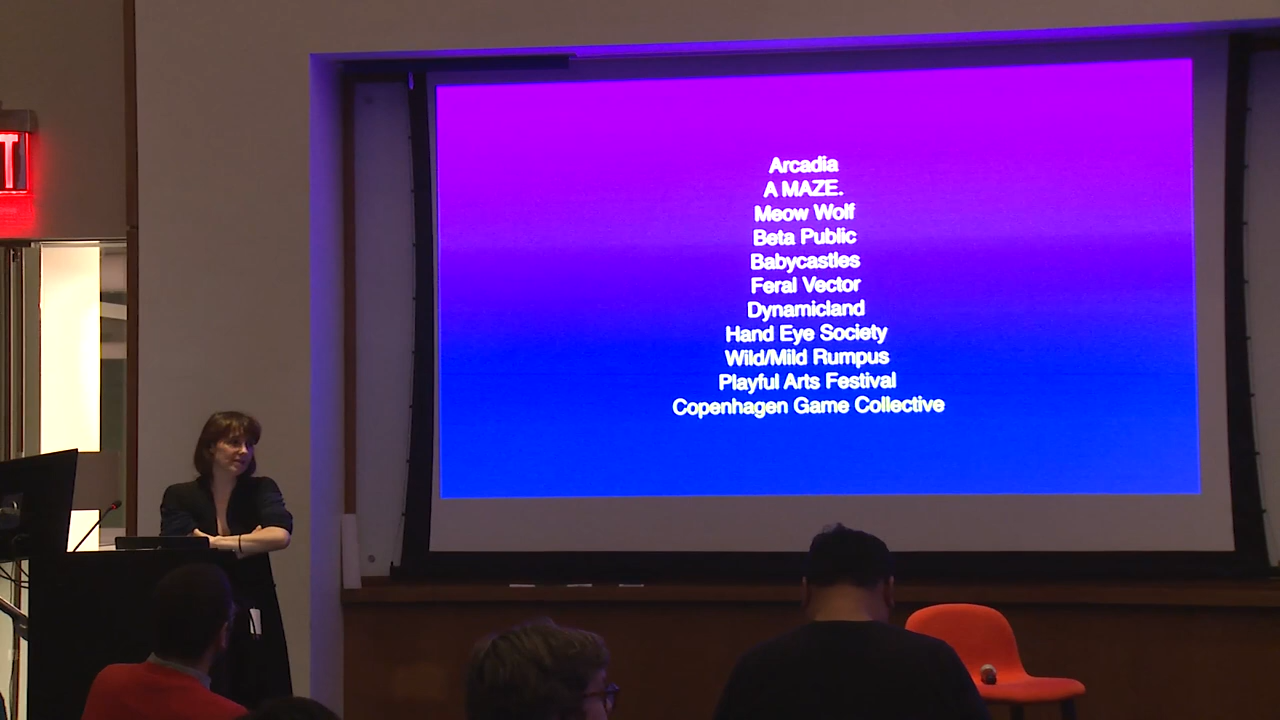 T
Arcadia
A MAZE.
Meow Wolf
Beta Public
Babycastles
Feral Vector
Dynamicland
Hand Eye Society
Wild/Mild Rumpus
Playful Arts Festival
Copenhagen Game Collective